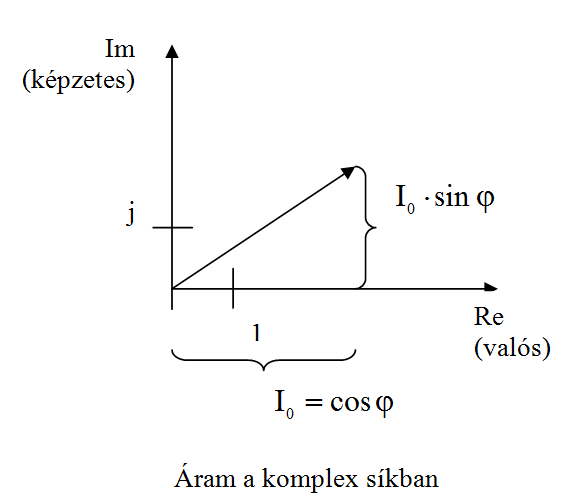 Im
(képzetes)
I₀ · sin φ
j
Re
(valós)
1
I₀ = cos φ
Áram a komplex síkban